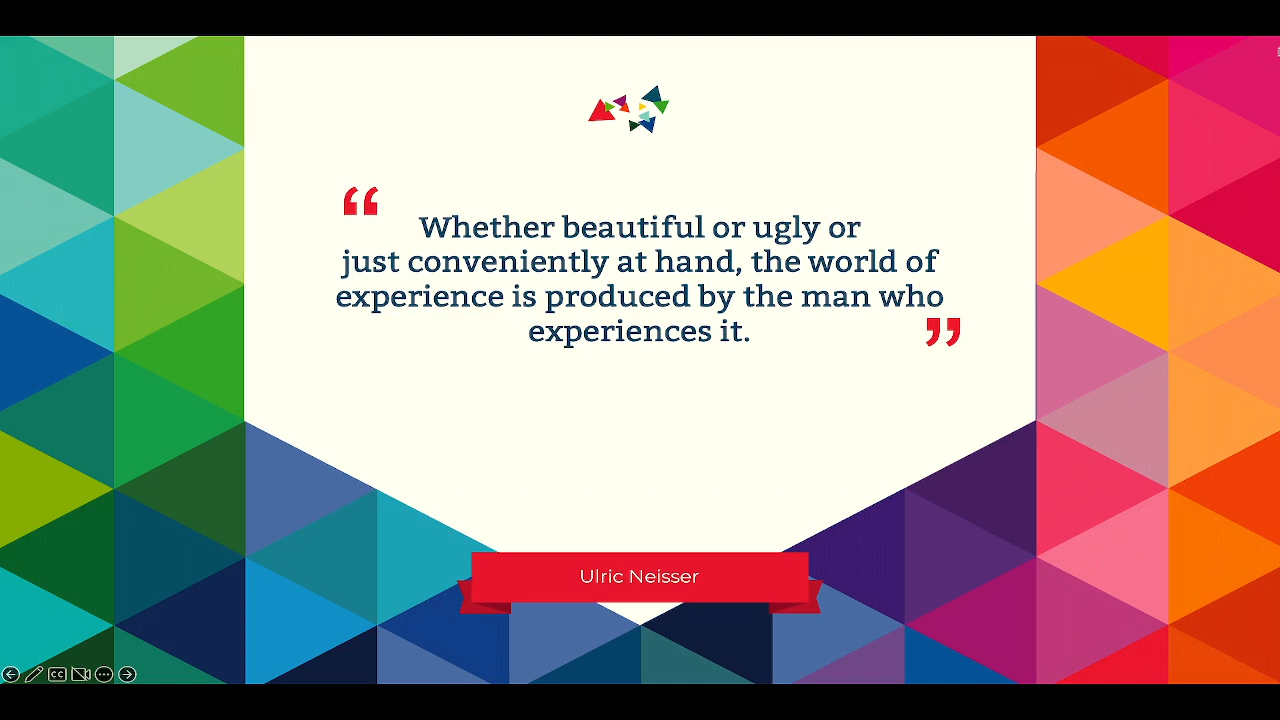 “
Whether beautiful or ugly or
just conveniently at hand, the world of
experience is produced by the man who
experiences it.
”
Ulric Neisser
CC